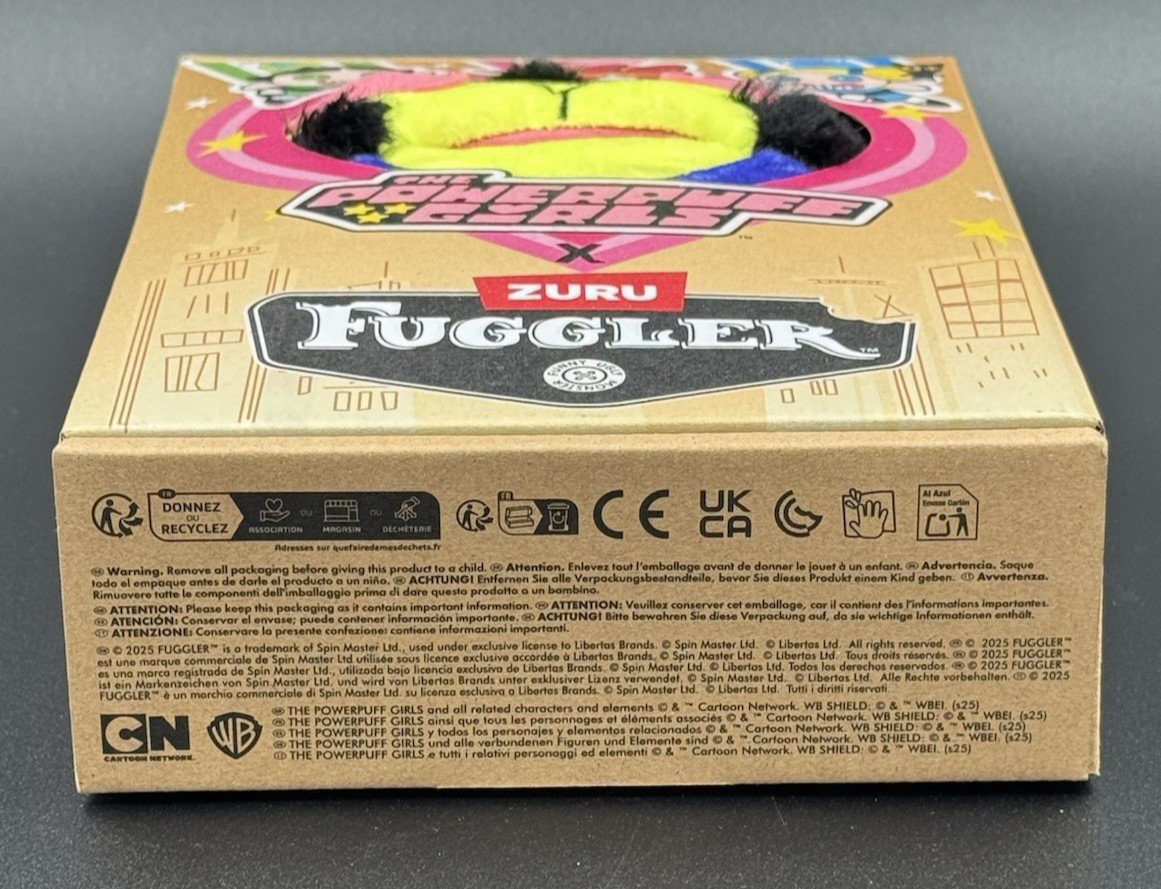 THE
POWERPUFF
GIRLS™
X
ZURU
FUGGLER™
FUNNY UGLY MONSTER
FR
DONNEZ
OU
RECYCLEZ
ASSOCIATION
OU
MAGASIN
OU
DÉCHÈTERIE
Adresses sur quefairedemesdechets.fr
FR
CE
UK
CA
Al Azul
Envase Cartón
Warning. Remove all packaging before giving this product to a child. Attention. Enlevez tout l'emballage avant de donner le jouet à un enfant. Advertencia. Saque
todo el empaque antes de darle el producto a un niño. ACHTUNG! Entfernen Sie alle Verpackungsbestandteile, bevor Sie dieses Produkt einem Kind geben. Avvertenza.
Rimuovere tutte le componenti dell'imballaggio prima di dare questo prodotto a un bambino.
ATTENTION: Please keep this packaging as it contains important information. ATTENTION: Veuillez conserver cet emballage, car il contient des l'informations importantes.
ATENCIÓN: Conservar el envase; puede contener información importante. ACHTUNG! Bitte bewahren Sie diese Verpackung auf, da sie wichtige Informationen enthält.
ATTENZIONE: Conservare la presente confezione: contiene informazioni importanti.
© 2025 FUGGLER™ is a trademark of Spin Master Ltd., used under exclusive license to Libertas Brands. © Spin Master Ltd. © Libertas Ltd. All rights reserved. © 2025 FUGGLER™
est une marque commerciale de Spin Master Ltd utilisée sous licence exclusive accordée à Libertas Brands. © Spin Master Ltd. © Libertas Ltd. Tous droits réservés. © 2025 FUGGLER™
es una marca registrada de Spin Master Ltd., utilizada bajo licencia exclusiva de Libertas Brands. © Spin Master Ltd. © Libertas Ltd. Todos los derechos reservados. © 2025 FUGGLER™
ist ein Markenzeichen von Spin Master Ltd. und wird von Libertas Brands unter exklusiver Lizenz verwendet. © Spin Master Ltd. © Libertas Ltd. Alle Rechte vorbehalten. © 2025
FUGGLER™ è un marchio commerciale di Spin Master Ltd. su licenza esclusiva a Libertas Brands. © Spin Master Ltd. © Libertas Ltd. Tutti i diritti riservati.
CN
CARTOON NETWORK.
WB
THE POWERPUFF GIRLS and all related characters and elements © & ™ Cartoon Network. WB SHIELD: © & ™ WBEI. (s25)
THE POWERPUFF GIRLS ainsi que tous les personnages et éléments associés © & ™ Cartoon Network. WB SHIELD: © & ™ WBEI. (s25)
THE POWERPUFF GIRLS y todos los personajes y elementos relacionados © & ™ Cartoon Network. WB SHIELD: © & ™ WBEI. (s25)
THE POWERPUFF GIRLS und alle verbundenen Figuren und Elemente sind © & ™ Cartoon Network. WB SHIELD: © & ™ WBEI. (s25)
THE POWERPUFF GIRLS e tutti i relativi personaggi ed elementi © & ™ Cartoon Network. WB SHIELD: © & ™ WBEI. (s25)